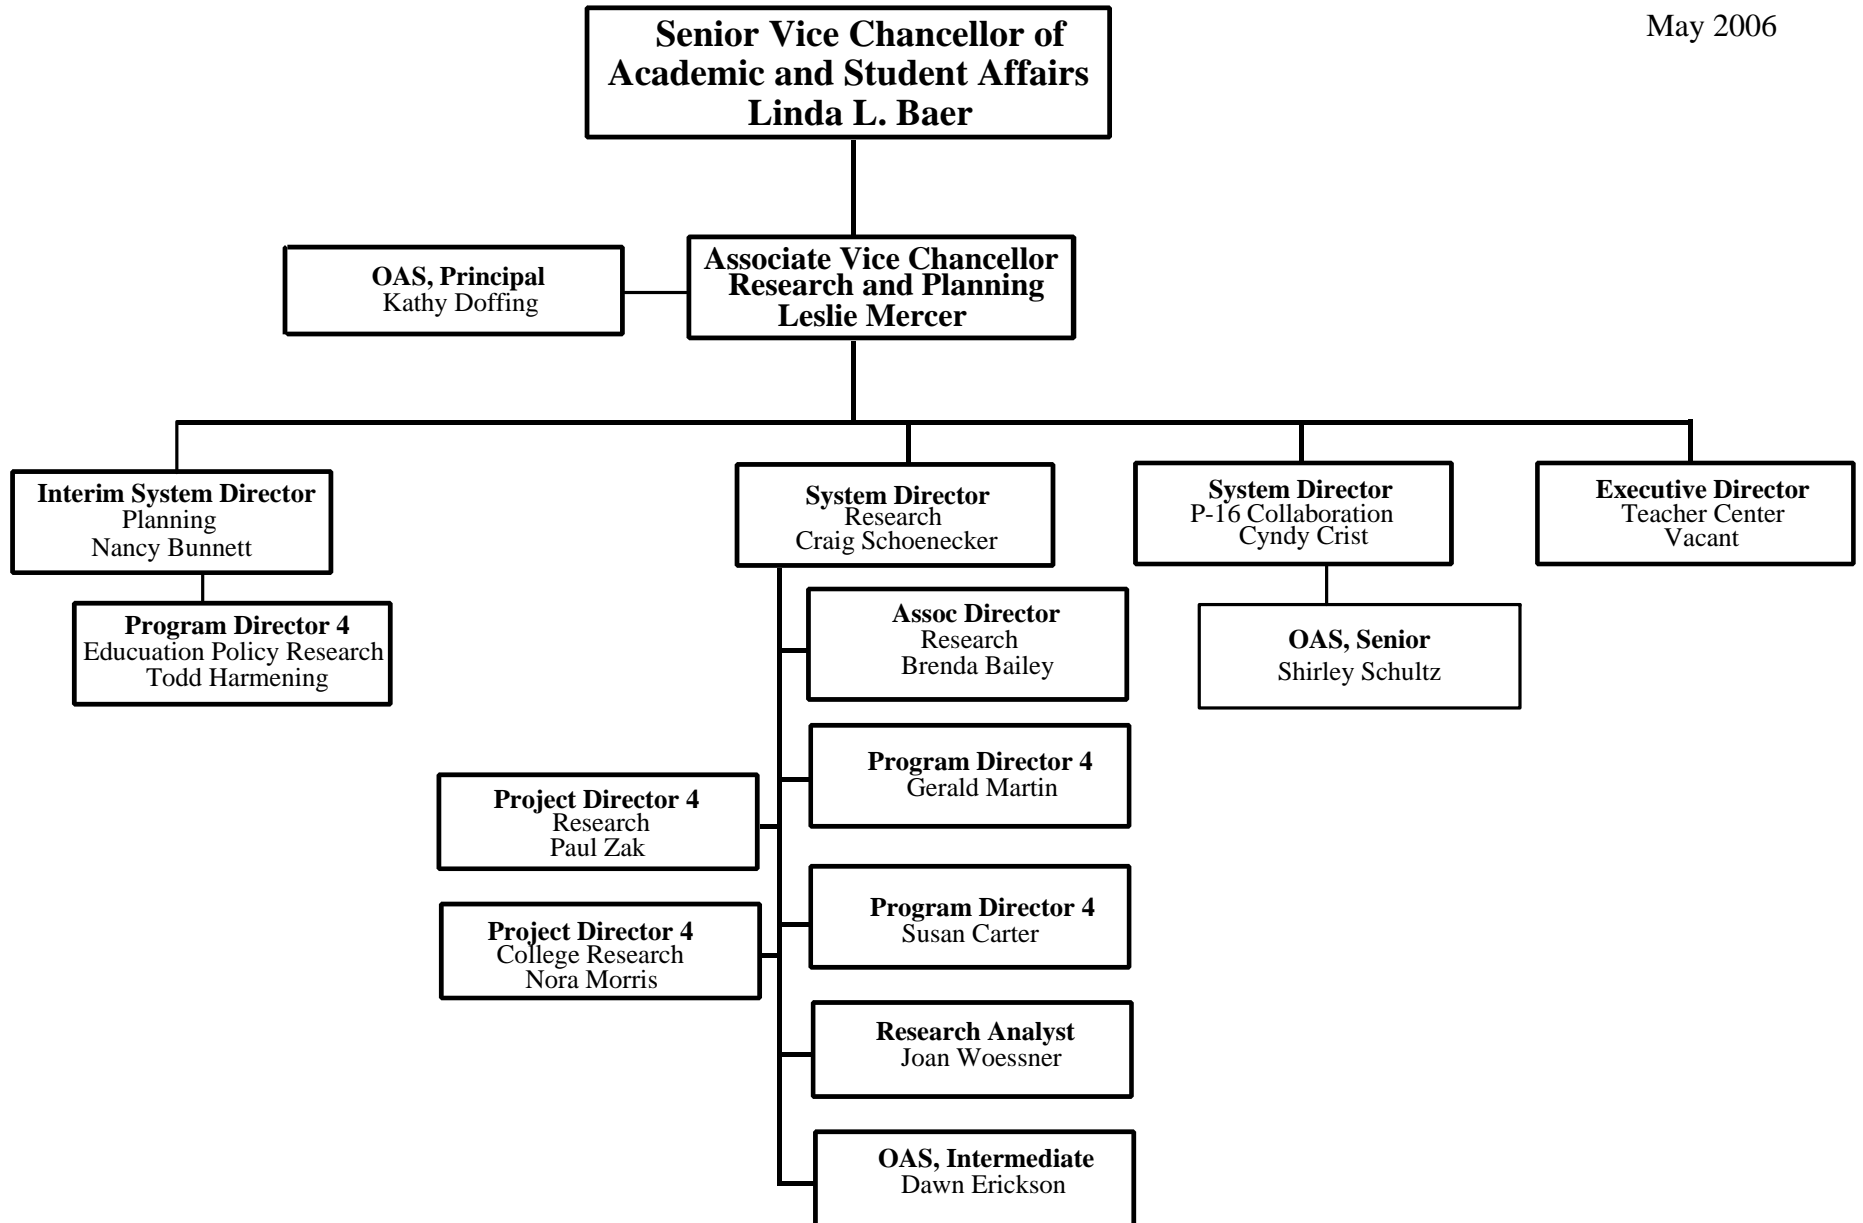 May 2006
Senior Vice Chancellor of
Academic and Student Affairs
Linda L. Baer
OAS, Principal
Kathy Doffing
Associate Vice Chancellor
Research and Planning
Leslie Mercer
Interim System Director
Planning
Nancy Bunnett
System Director
Research
Craig Schoenecker
System Director
P-16 Collaboration
Cyndy Crist
Executive Director
Teacher Center
Vacant
Program Director 4
Educuation Policy Research
Todd Harmening
Assoc Director
Research
Brenda Bailey
OAS, Senior
Shirley Schultz
Program Director 4
Gerald Martin
Project Director 4
Research
Paul Zak
Program Director 4
Susan Carter
Project Director 4
College Research
Nora Morris
Research Analyst
Joan Woessner
OAS, Intermediate
Dawn Erickson